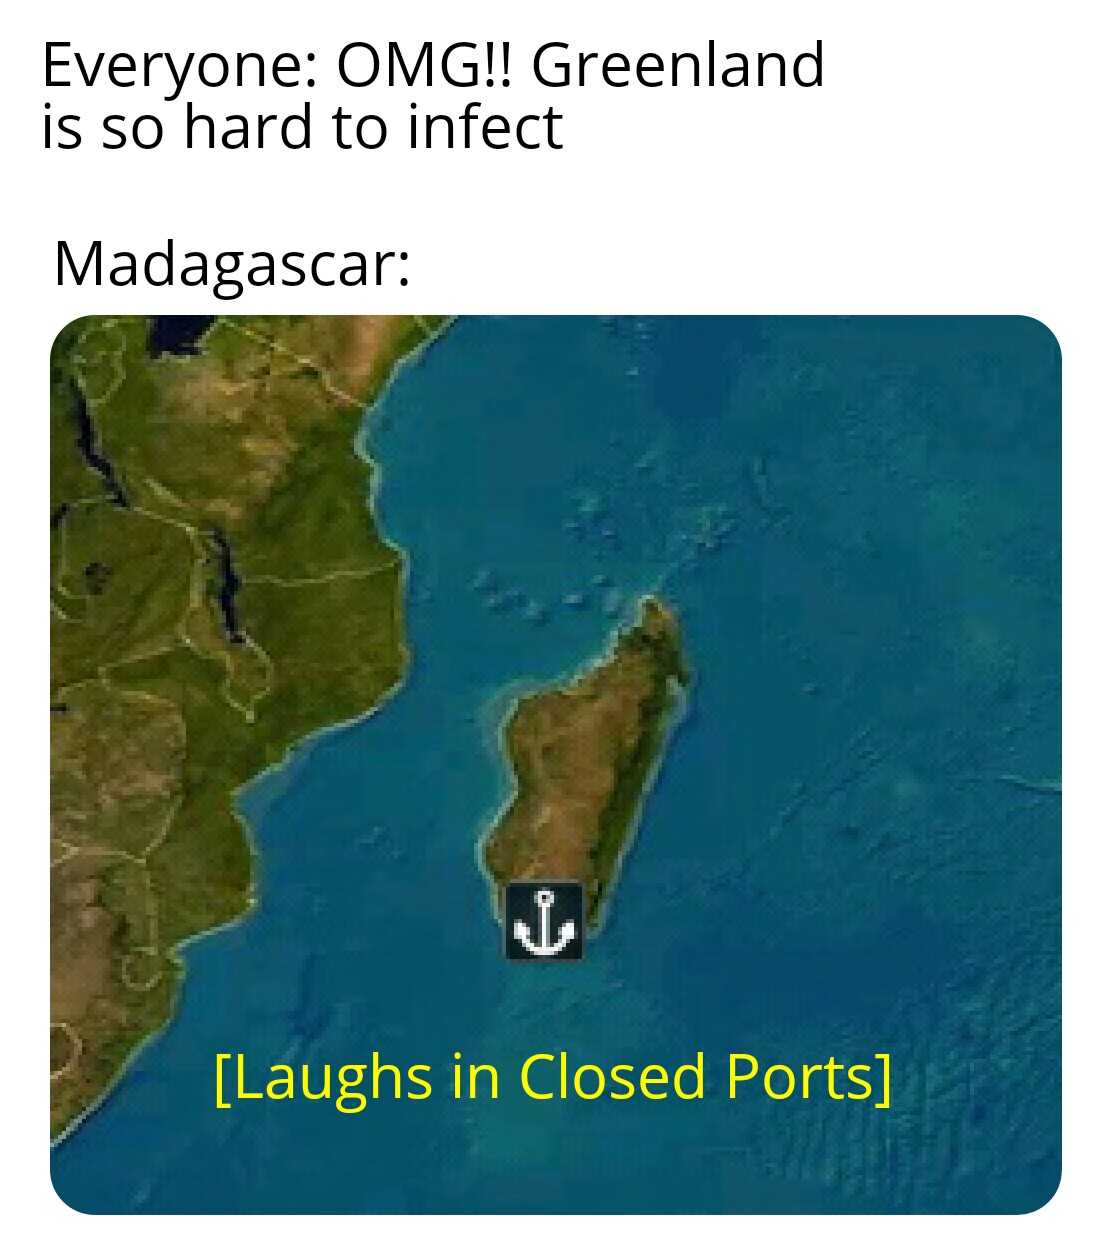 Everyone: OMG!! Greenland
is so hard to infect
Madagascar:
[Laughs in Closed Ports]